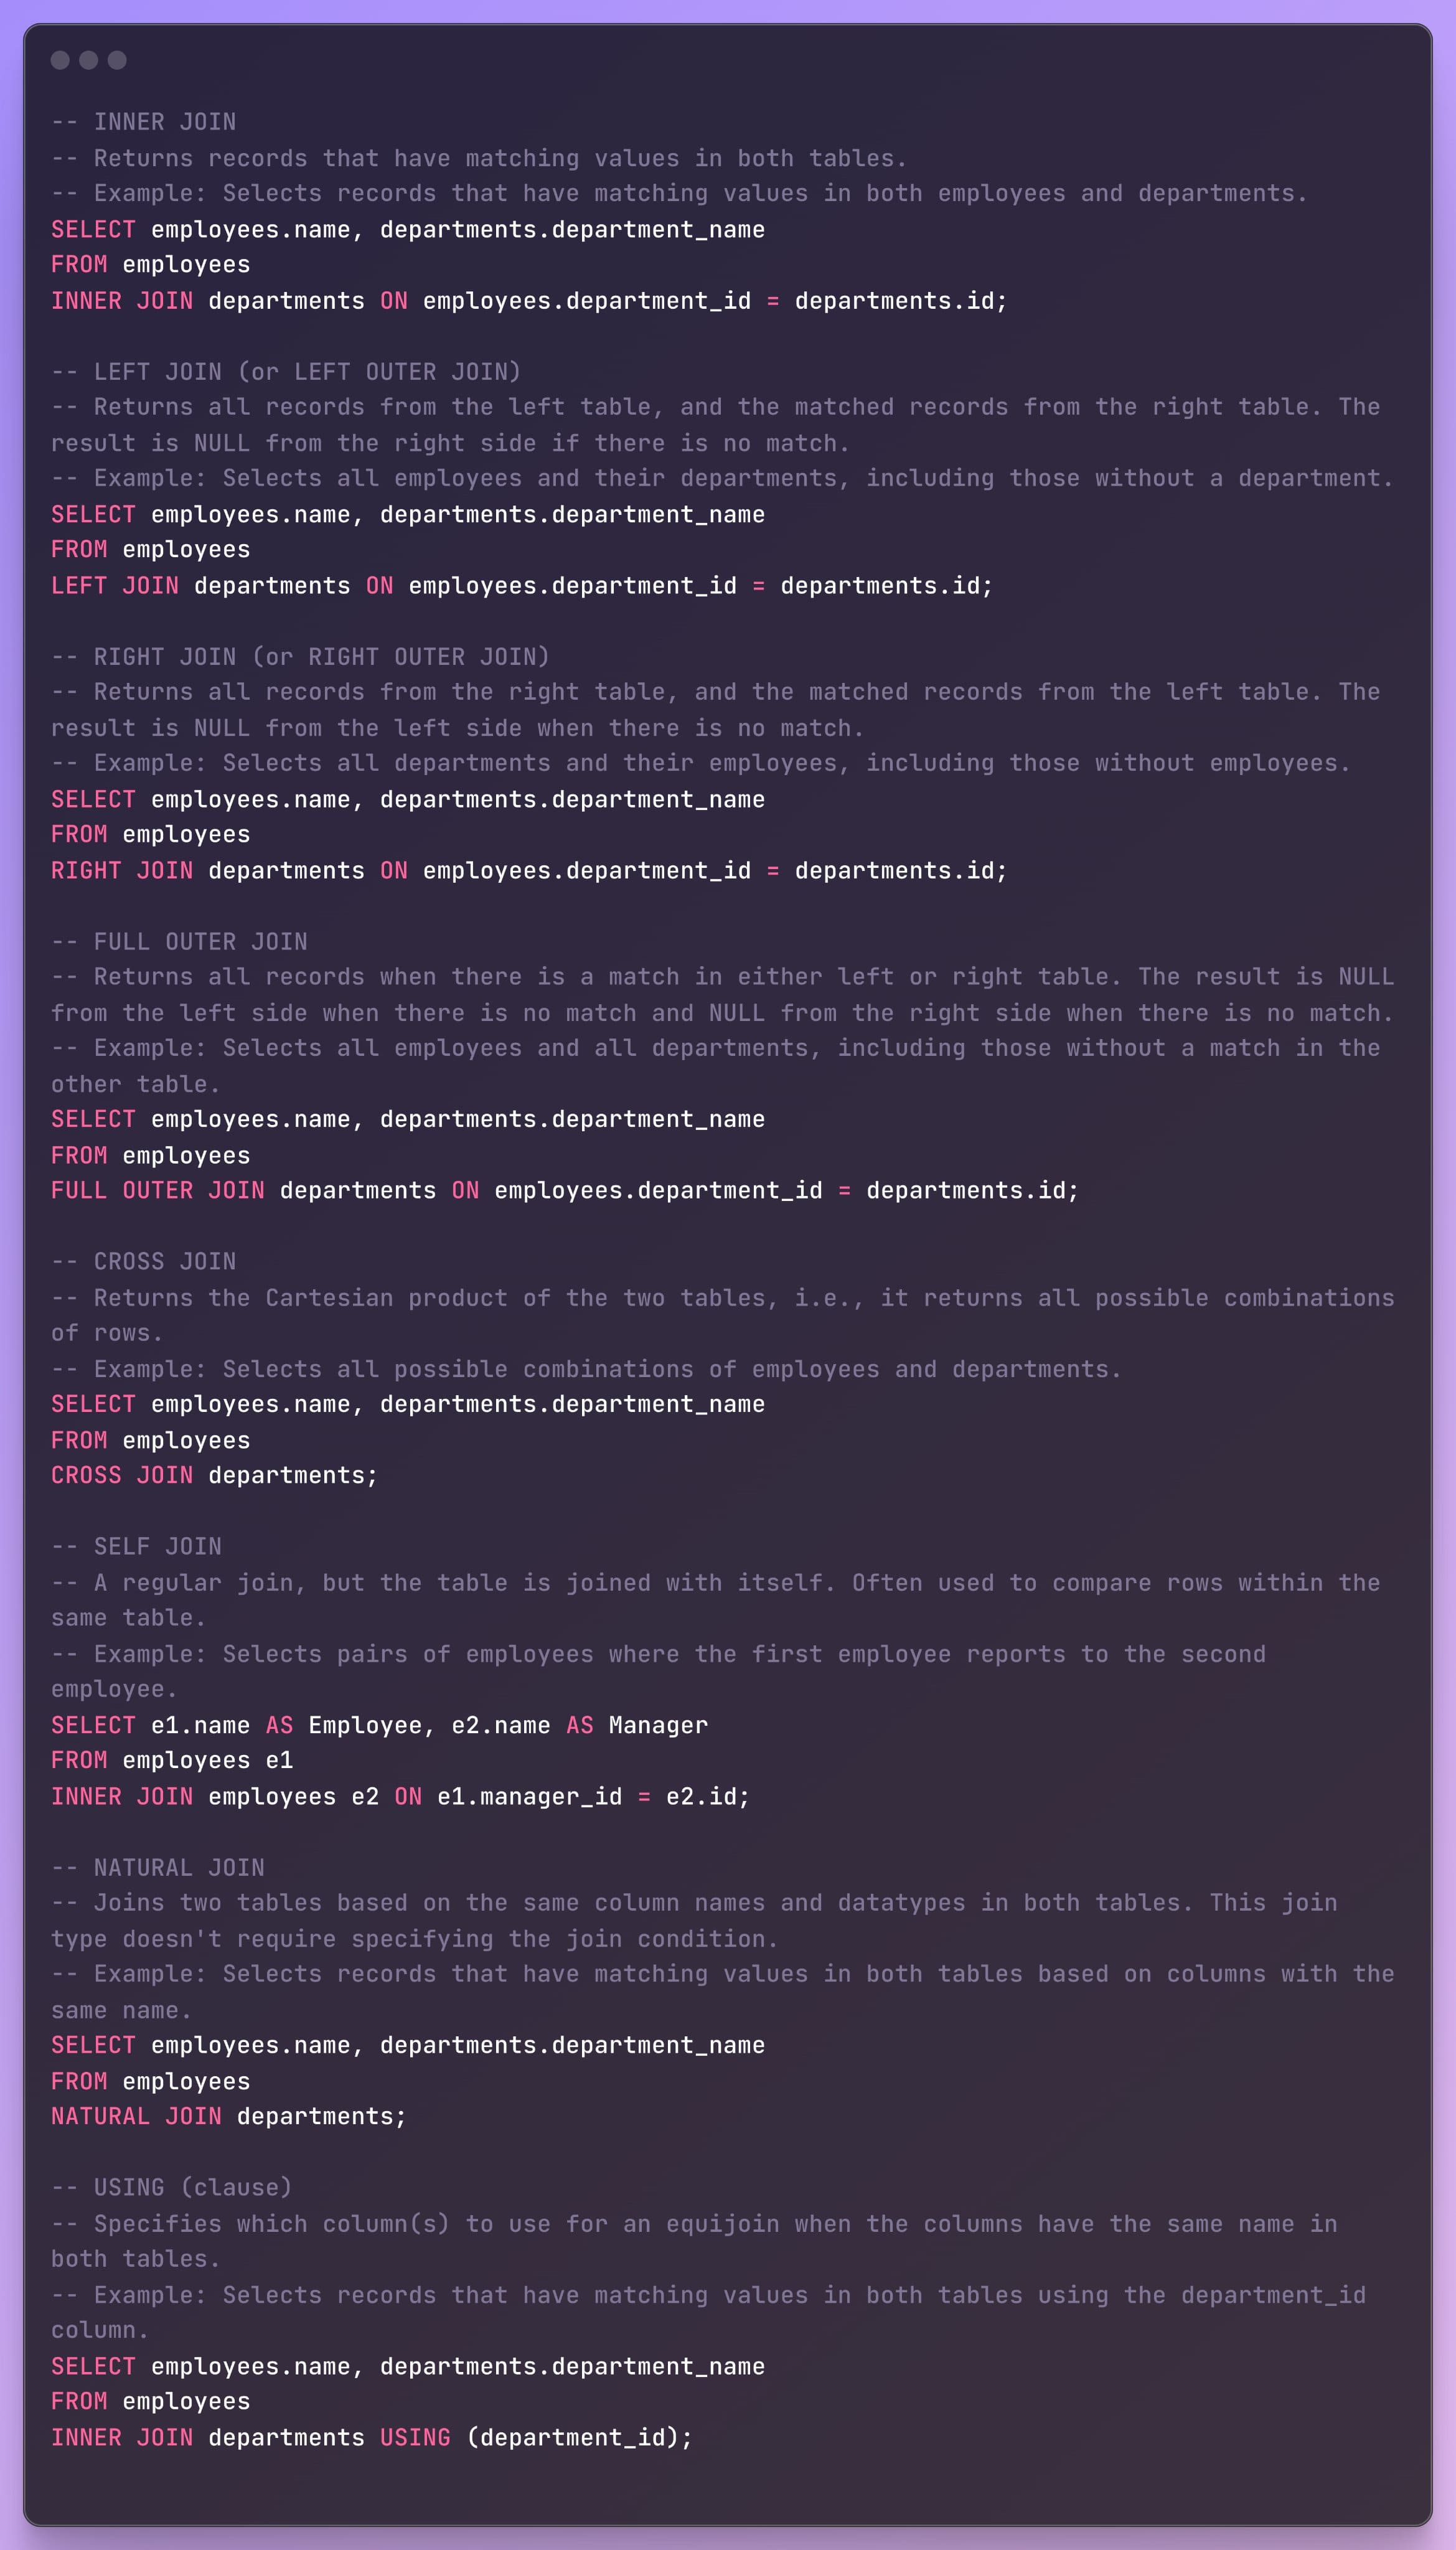 -- INNER JOIN
-- Returns records that have matching values in both tables.
-- Example: Selects records that have matching values in both employees and departments.
SELECT employees.name, departments.department_name
FROM employees
INNER JOIN departments ON employees.department_id = departments.id;
-- LEFT JOIN (or LEFT OUTER JOIN)
-- Returns all records from the left table, and the matched records from the right table. The
result is NULL from the right side if there is no match.
-- Example: Selects all employees and their departments, including those without a department.
SELECT employees.name, departments.department_name
FROM employees
LEFT JOIN departments ON employees.department_id = departments.id;
-- RIGHT JOIN (or RIGHT OUTER JOIN)
-- Returns all records from the right table, and the matched records from the left table. The
result is NULL from the left side when there is no match.
-- Example: Selects all departments and their employees, including those without employees.
SELECT employees.name, departments.department_name
FROM employees
RIGHT JOIN departments ON employees.department_id = departments.id;
-- FULL OUTER JOIN
-- Returns all records when there is a match in either left or right table. The result is NULL
from the left side when there is no match and NULL from the right side when there is no match.
-- Example: Selects all employees and all departments, including those without a match in the
other table.
SELECT employees.name, departments.department_name
FROM employees
FULL OUTER JOIN departments ON employees.department_id = departments.id;
-- CROSS JOIN
-- Returns the Cartesian product of the two tables, i.e., it returns all possible combinations
of rows.
-- Example: Selects all possible combinations of employees and departments.
SELECT employees.name, departments.department_name
FROM employees
CROSS JOIN departments;
-- SELF JOIN
-- A regular join, but the table is joined with itself. Often used to compare rows within the
same table.
-- Example: Selects pairs of employees where the first employee reports to the second
employee.
SELECT e1.name AS Employee, e2.name AS Manager
FROM employees e1
INNER JOIN employees e2 ON e1.manager_id = e2.id;
-- NATURAL JOIN
-- Joins two tables based on the same column names and datatypes in both tables. This join
type doesn't require specifying the join condition.
-- Example: Selects records that have matching values in both tables based on columns with the
same name.
SELECT employees.name, departments.department_name
FROM employees
NATURAL JOIN departments;
-- USING (clause)
-- Specifies which column(s) to use for an equijoin when the columns have the same name in
both tables.
-- Example: Selects records that have matching values in both tables using the department_id
column.
SELECT employees.name, departments.department_name
FROM employees
INNER JOIN departments USING (department_id);